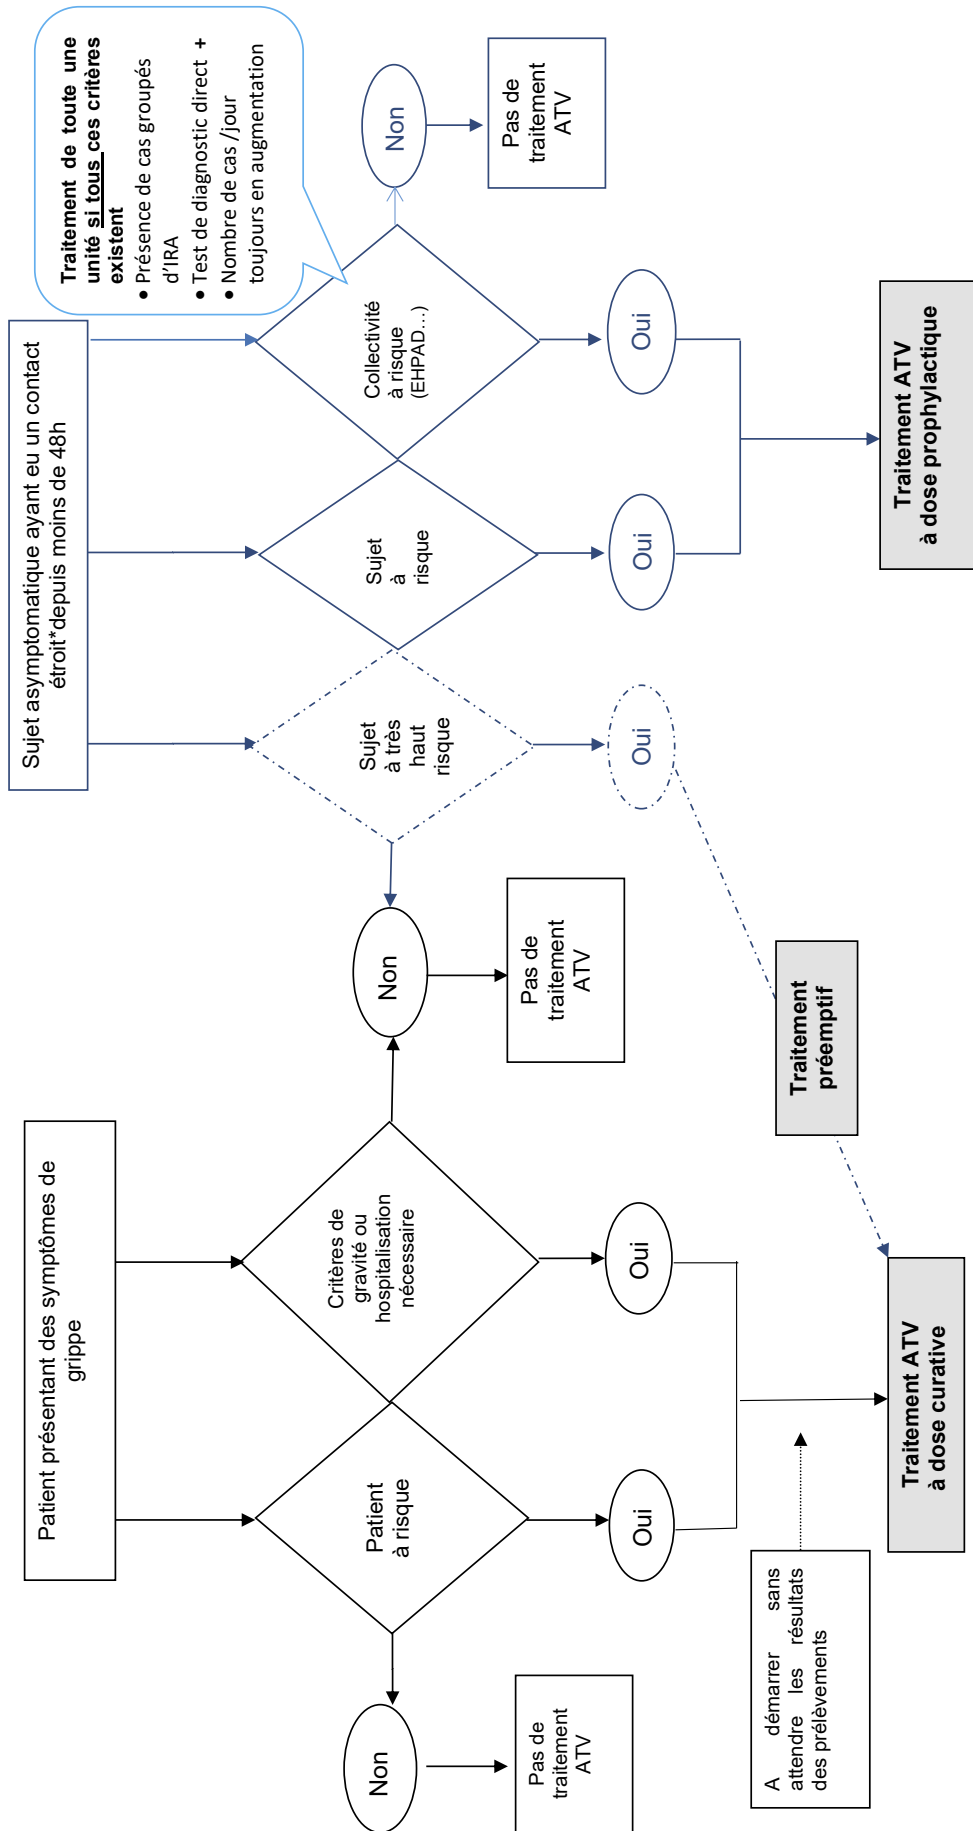 Patient présentant des symptômes de
grippe
Patient
à risque
Critères de
gravité ou
hospitalisation
nécessaire
Non
Pas de
traitement
ATV
Oui
Oui
Non
Pas de
traitement
ATV
A démarrer sans
attendre les résultats
des prélèvements
Traitement ATV
à dose curative
Sujet asymptomatique ayant eu un contact
étroit*depuis moins de 48h
Sujet
à très
haut
risque
Sujet
à
risque
Collectivité
à risque
(EHPAD...)
Traitement de toute une
unité si tous ces critères
existent
• Présence de cas groupés
d’IRA
• Test de diagnostic direct +
• Nombre de cas /jour
toujours en augmentation
Non
Pas de
traitement
ATV
Oui
Oui
Oui
Traitement
préemptif
Traitement ATV
à dose prophylactique